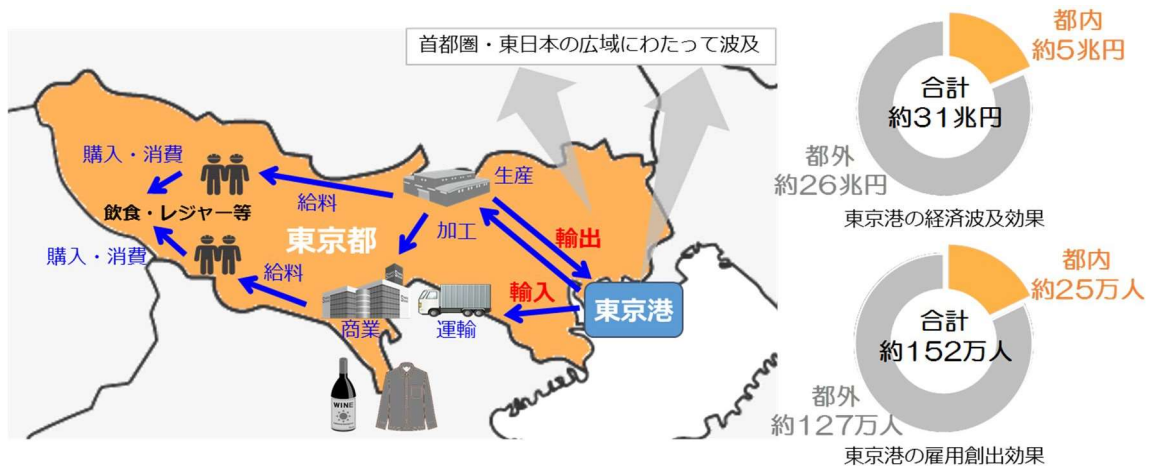 首都圏・東日本の広域にわたって波及
購入・消費
生産
給料
飲食・レジャー等
東京都
加工
輸出
購入・消費
給料
輸入
東京港
商業
運輸
WINE
都内
約5兆円
合計
約31兆円
都外
約26兆円
東京港の経済波及効果
都内
約25万人
合計
約152万人
都外
約127万人
東京港の雇用創出効果